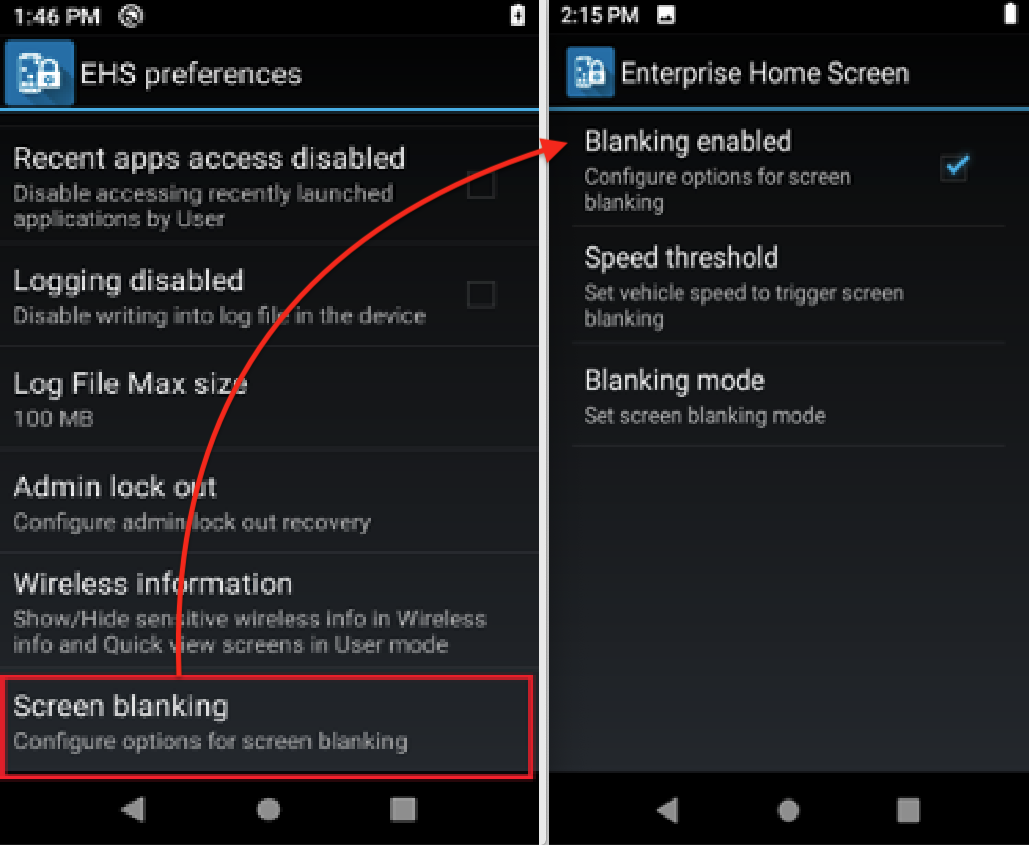 1:46 PM
EHS preferences
Recent apps access disabled
Disable accessing recently launched
applications by User
Logging disabled
Disable writing into log file in the device
Log File Max size
100 MB
Admin lock out
Configure admin lock out recovery
Wireless information
Show/Hide sensitive wireless info in Wireless
info and Quick view screens in User mode
Screen blanking
Configure options for screen blanking
2:15 PM
Enterprise Home Screen
Blanking enabled
Configure options for screen
blanking
Speed threshold
Set vehicle speed to trigger screen
blanking
Blanking mode
Set screen blanking mode